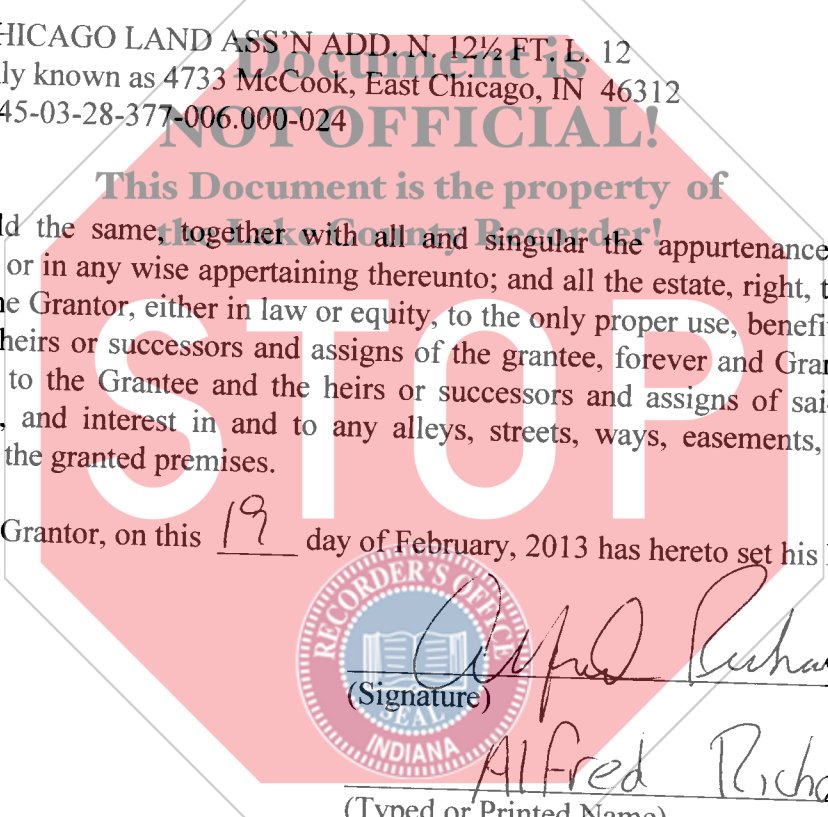 HICAGO LAND ASS'N ADD. N. 12½ FT. L. 12
Document is
ly known as 4733 McCook, East Chicago, IN 46312
45-03-28-377-006.000-024
NOT OFFICIAL!
This Document is the property of
the Lake County Recorder!
ld the same, together with all and singular the appurtenance
or in any wise appertaining thereunto; and all the estate, right, t
e Grantor, either in law or equity, to the only proper use, benefi
heirs or successors and assigns of the grantee, forever and Gran
to the Grantee and the heirs or successors and assigns of sai
, and interest in and to any alleys, streets, ways, easements,
the granted premises.
STOP
Grantor, on this 19 day of February, 2013 has hereto set his
RECORDER'S OFFICE
SEAL
INDIANA
Alfred Richa
(Signature)
Alfred Richa
(Typed or Printed Name)